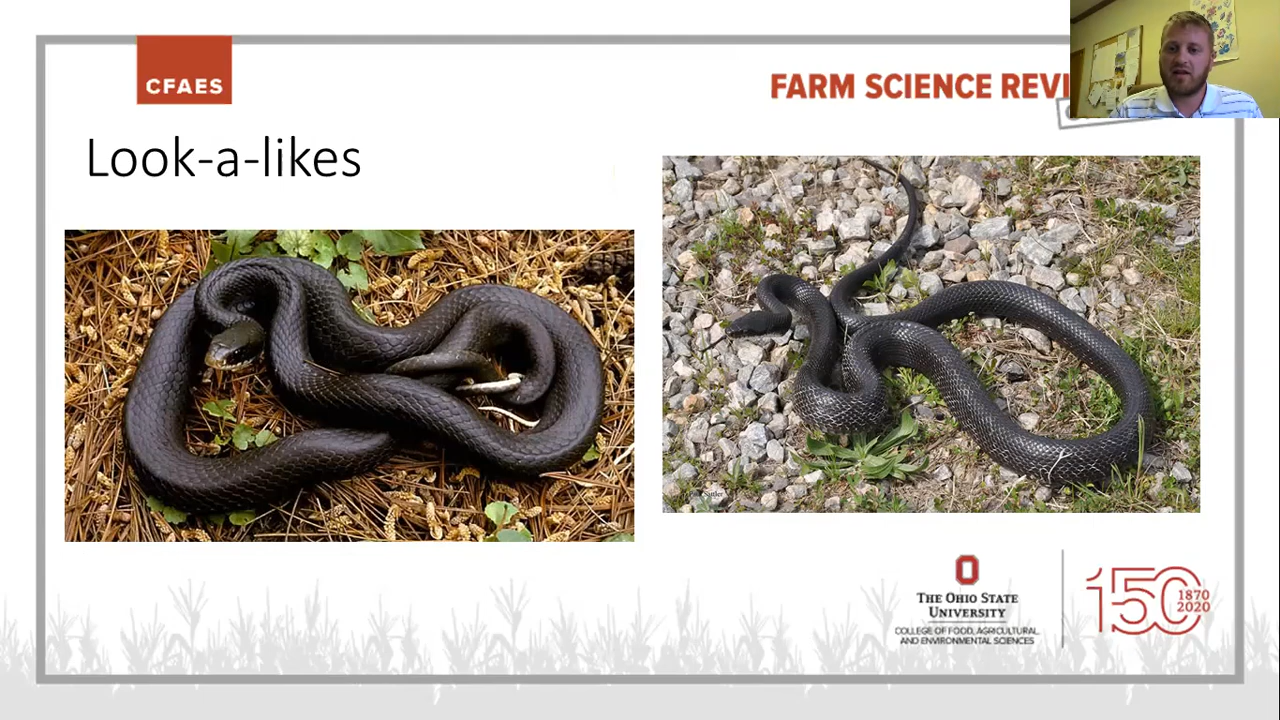 CFAES
FARM SCIENCE REVI
Look-a-likes
Sattler
THE OHIO STATE
UNIVERSITY
COLLEGE OF FOOD, AGRICULTURAL,
AND ENVIRONMENTAL SCIENCES
150
1870
2020